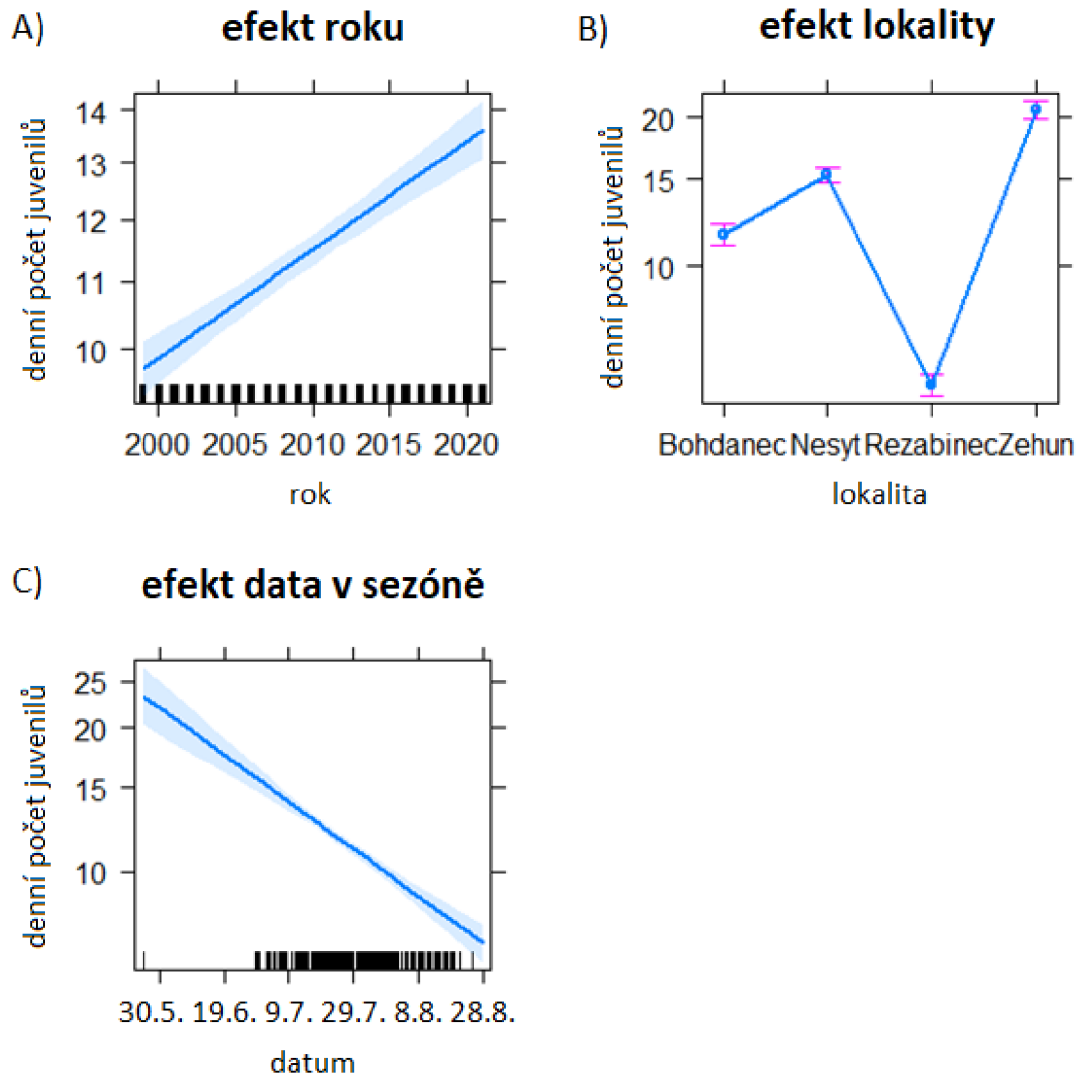 A) efekt roku
denní počet juvenilů
14
13
12
11
10
2000 2005 2010 2015 2020
rok
B) efekt lokality
denní počet juvenilů
20
15
10
Bohdanec Nesyt Rezabinec Zehun
lokalita
C) efekt data v sezóně
denní počet juvenilů
25
20
15
10
30.5. 19.6. 9.7. 29.7. 8.8. 28.8.
datum